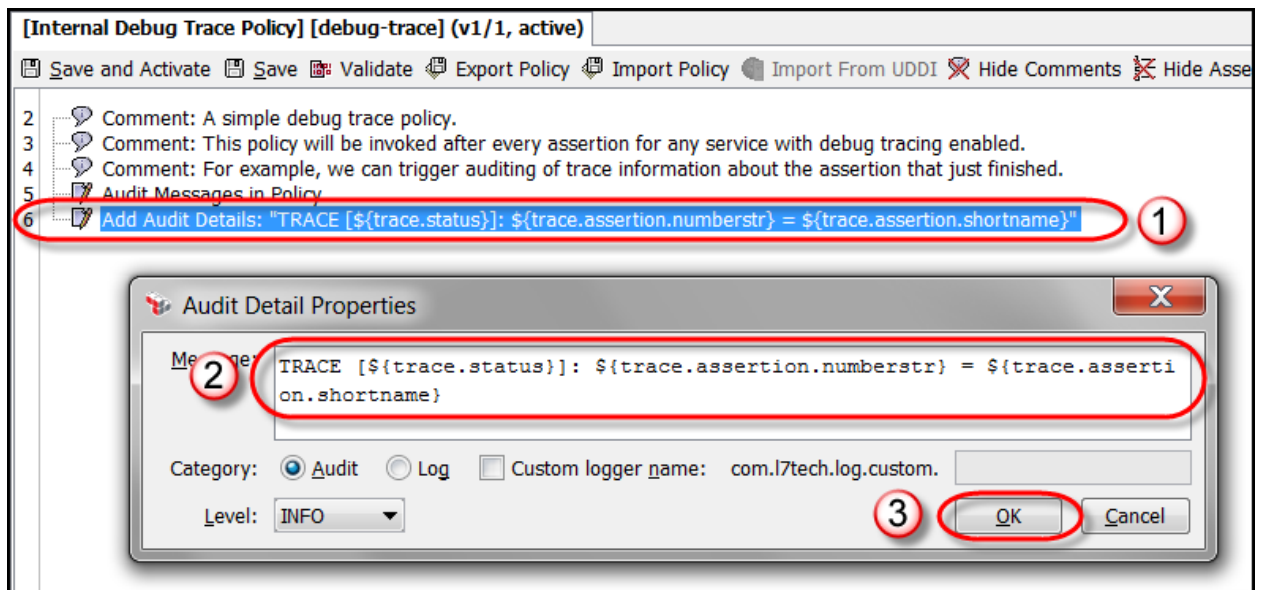 [Internal Debug Trace Policy] [debug-trace] (v1/1, active)
Save and Activate Save Validate Export Policy Import Policy Import From UDDI Hide Comments Hide Asse
2 Comment: A simple debug trace policy.
3 Comment: This policy will be invoked after every assertion for any service with debug tracing enabled.
4 Comment: For example, we can trigger auditing of trace information about the assertion that just finished.
5 Audit Messages in Policy
6 Add Audit Details: "TRACE [${trace.status}]: ${trace.assertion.numberstr} = ${trace.assertion.shortname}"
1
Audit Detail Properties
X
Message:
2
TRACE [${trace.status}]: ${trace.assertion.numberstr} = ${trace.asserti
on.shortname}
Category: Audit Log Custom logger name: com.l7tech.log.custom.
Level: INFO
3
OK Cancel